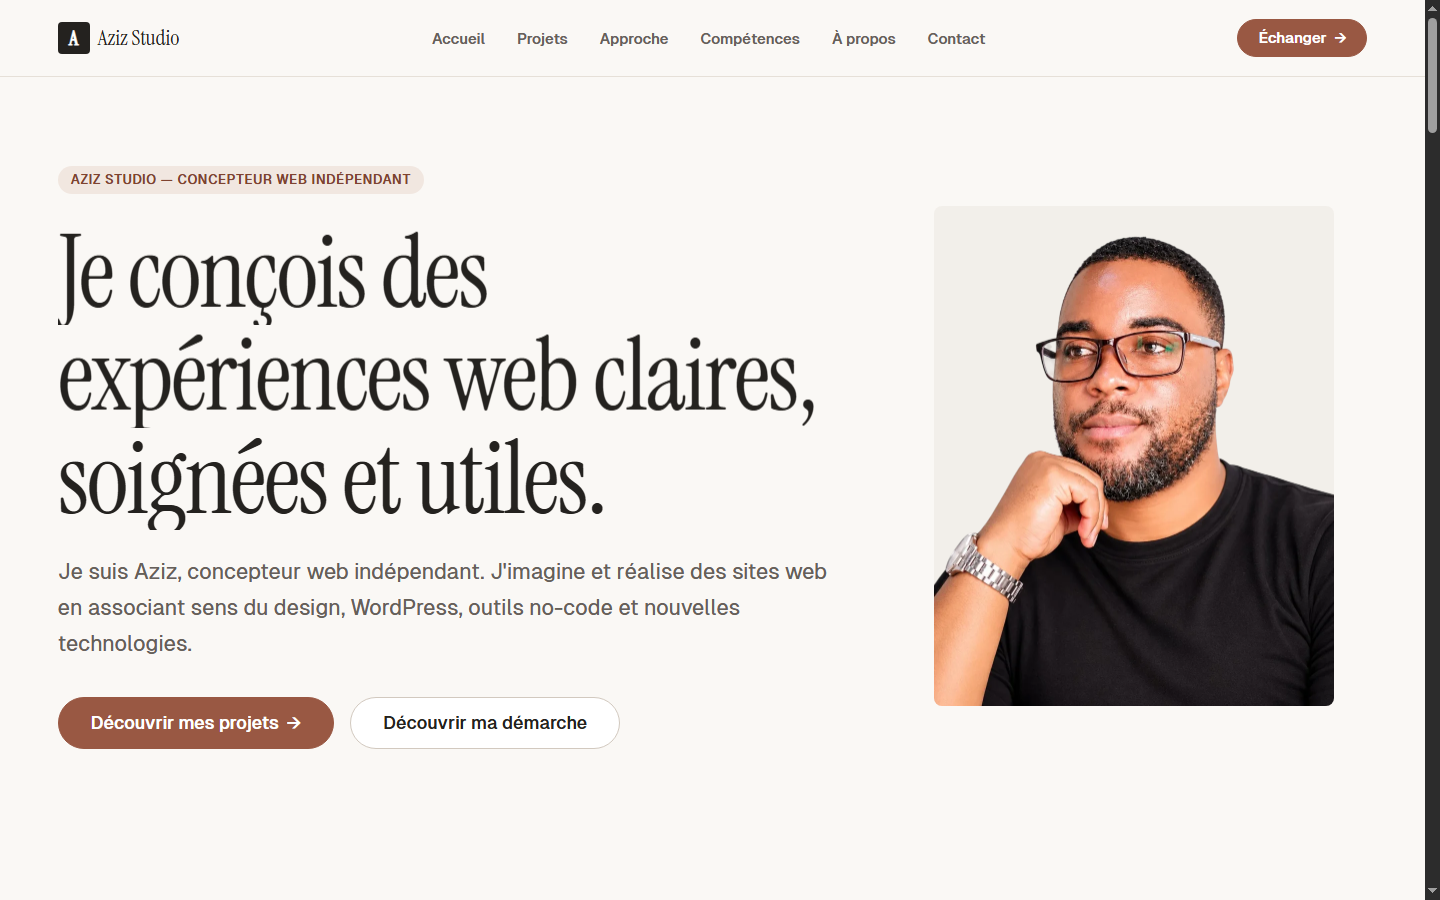 A Aziz Studio
Accueil Projets Approche Compétences À propos Contact
Échanger →
AZIZ STUDIO — CONCEPTEUR WEB INDÉPENDANT
Je conçois des
expériences web claires,
soignées et utiles.
Je suis Aziz, concepteur web indépendant. J'imagine et réalise des sites web
en associant sens du design, WordPress, outils no-code et nouvelles
technologies.
Découvrir mes projets →
Découvrir ma démarche